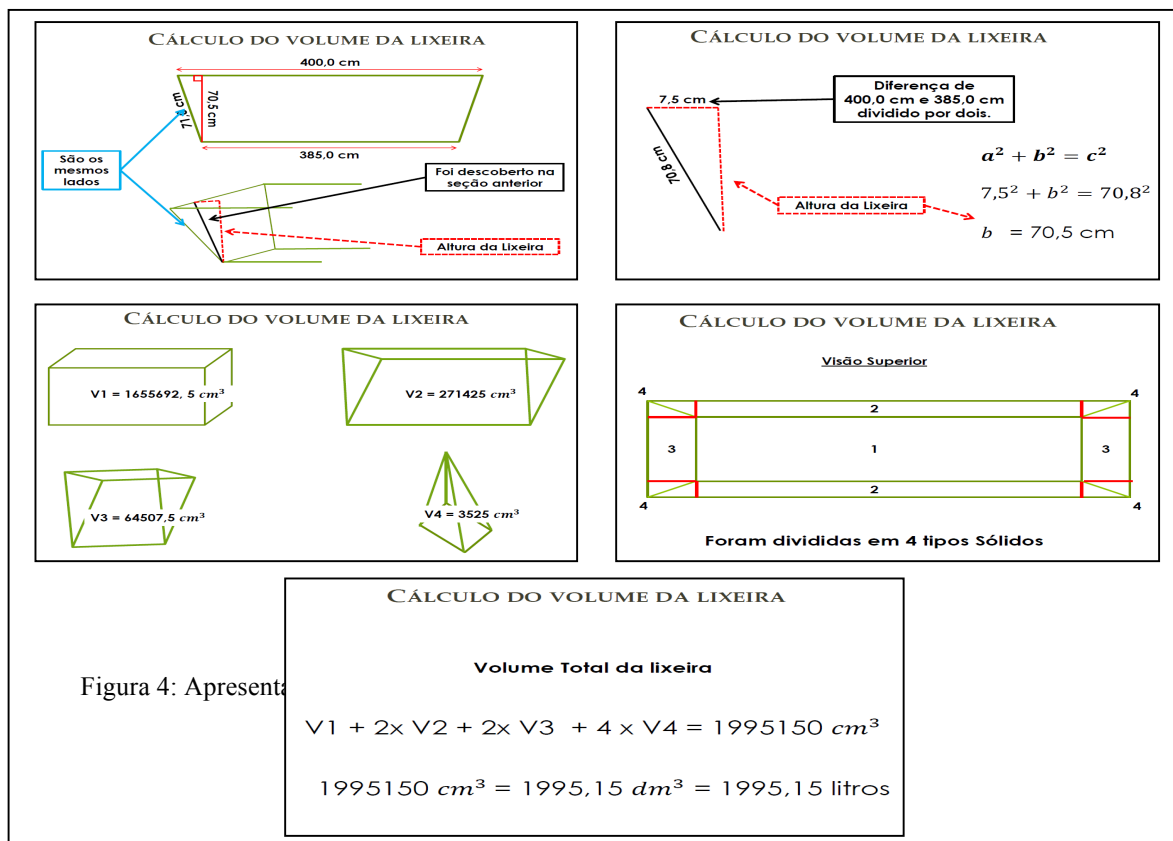 CÁLCULO DO VOLUME DA LIXEIRA
400,0 cm
70,5 cm
71,0 cm
385,0 cm
São os
mesmos
lados
Foi descoberto na
seção anterior
Altura da Lixeira
CÁLCULO DO VOLUME DA LIXEIRA
7,5 cm
Diferença de
400,0 cm e 385,0 cm
dividido por dois.
70,8 cm
a² + b² = c²
7,5² + b² = 70,8²
Altura da Lixeira
b = 70,5 cm
CÁLCULO DO VOLUME DA LIXEIRA
V1 = 1655692, 5 cm³
V2 = 271425 cm³
V3 = 64507,5 cm³
V4 = 3525 cm³
CÁLCULO DO VOLUME DA LIXEIRA
Visão Superior
4 4
2
3 1 3
2
4 4
Foram divididas em 4 tipos Sólidos
CÁLCULO DO VOLUME DA LIXEIRA
Volume Total da lixeira
Figura 4: Apresenta
V1 + 2x V2 + 2x V3 + 4 x V4 = 1995150 cm³
1995150 cm³ = 1995,15 dm³ = 1995,15 litros